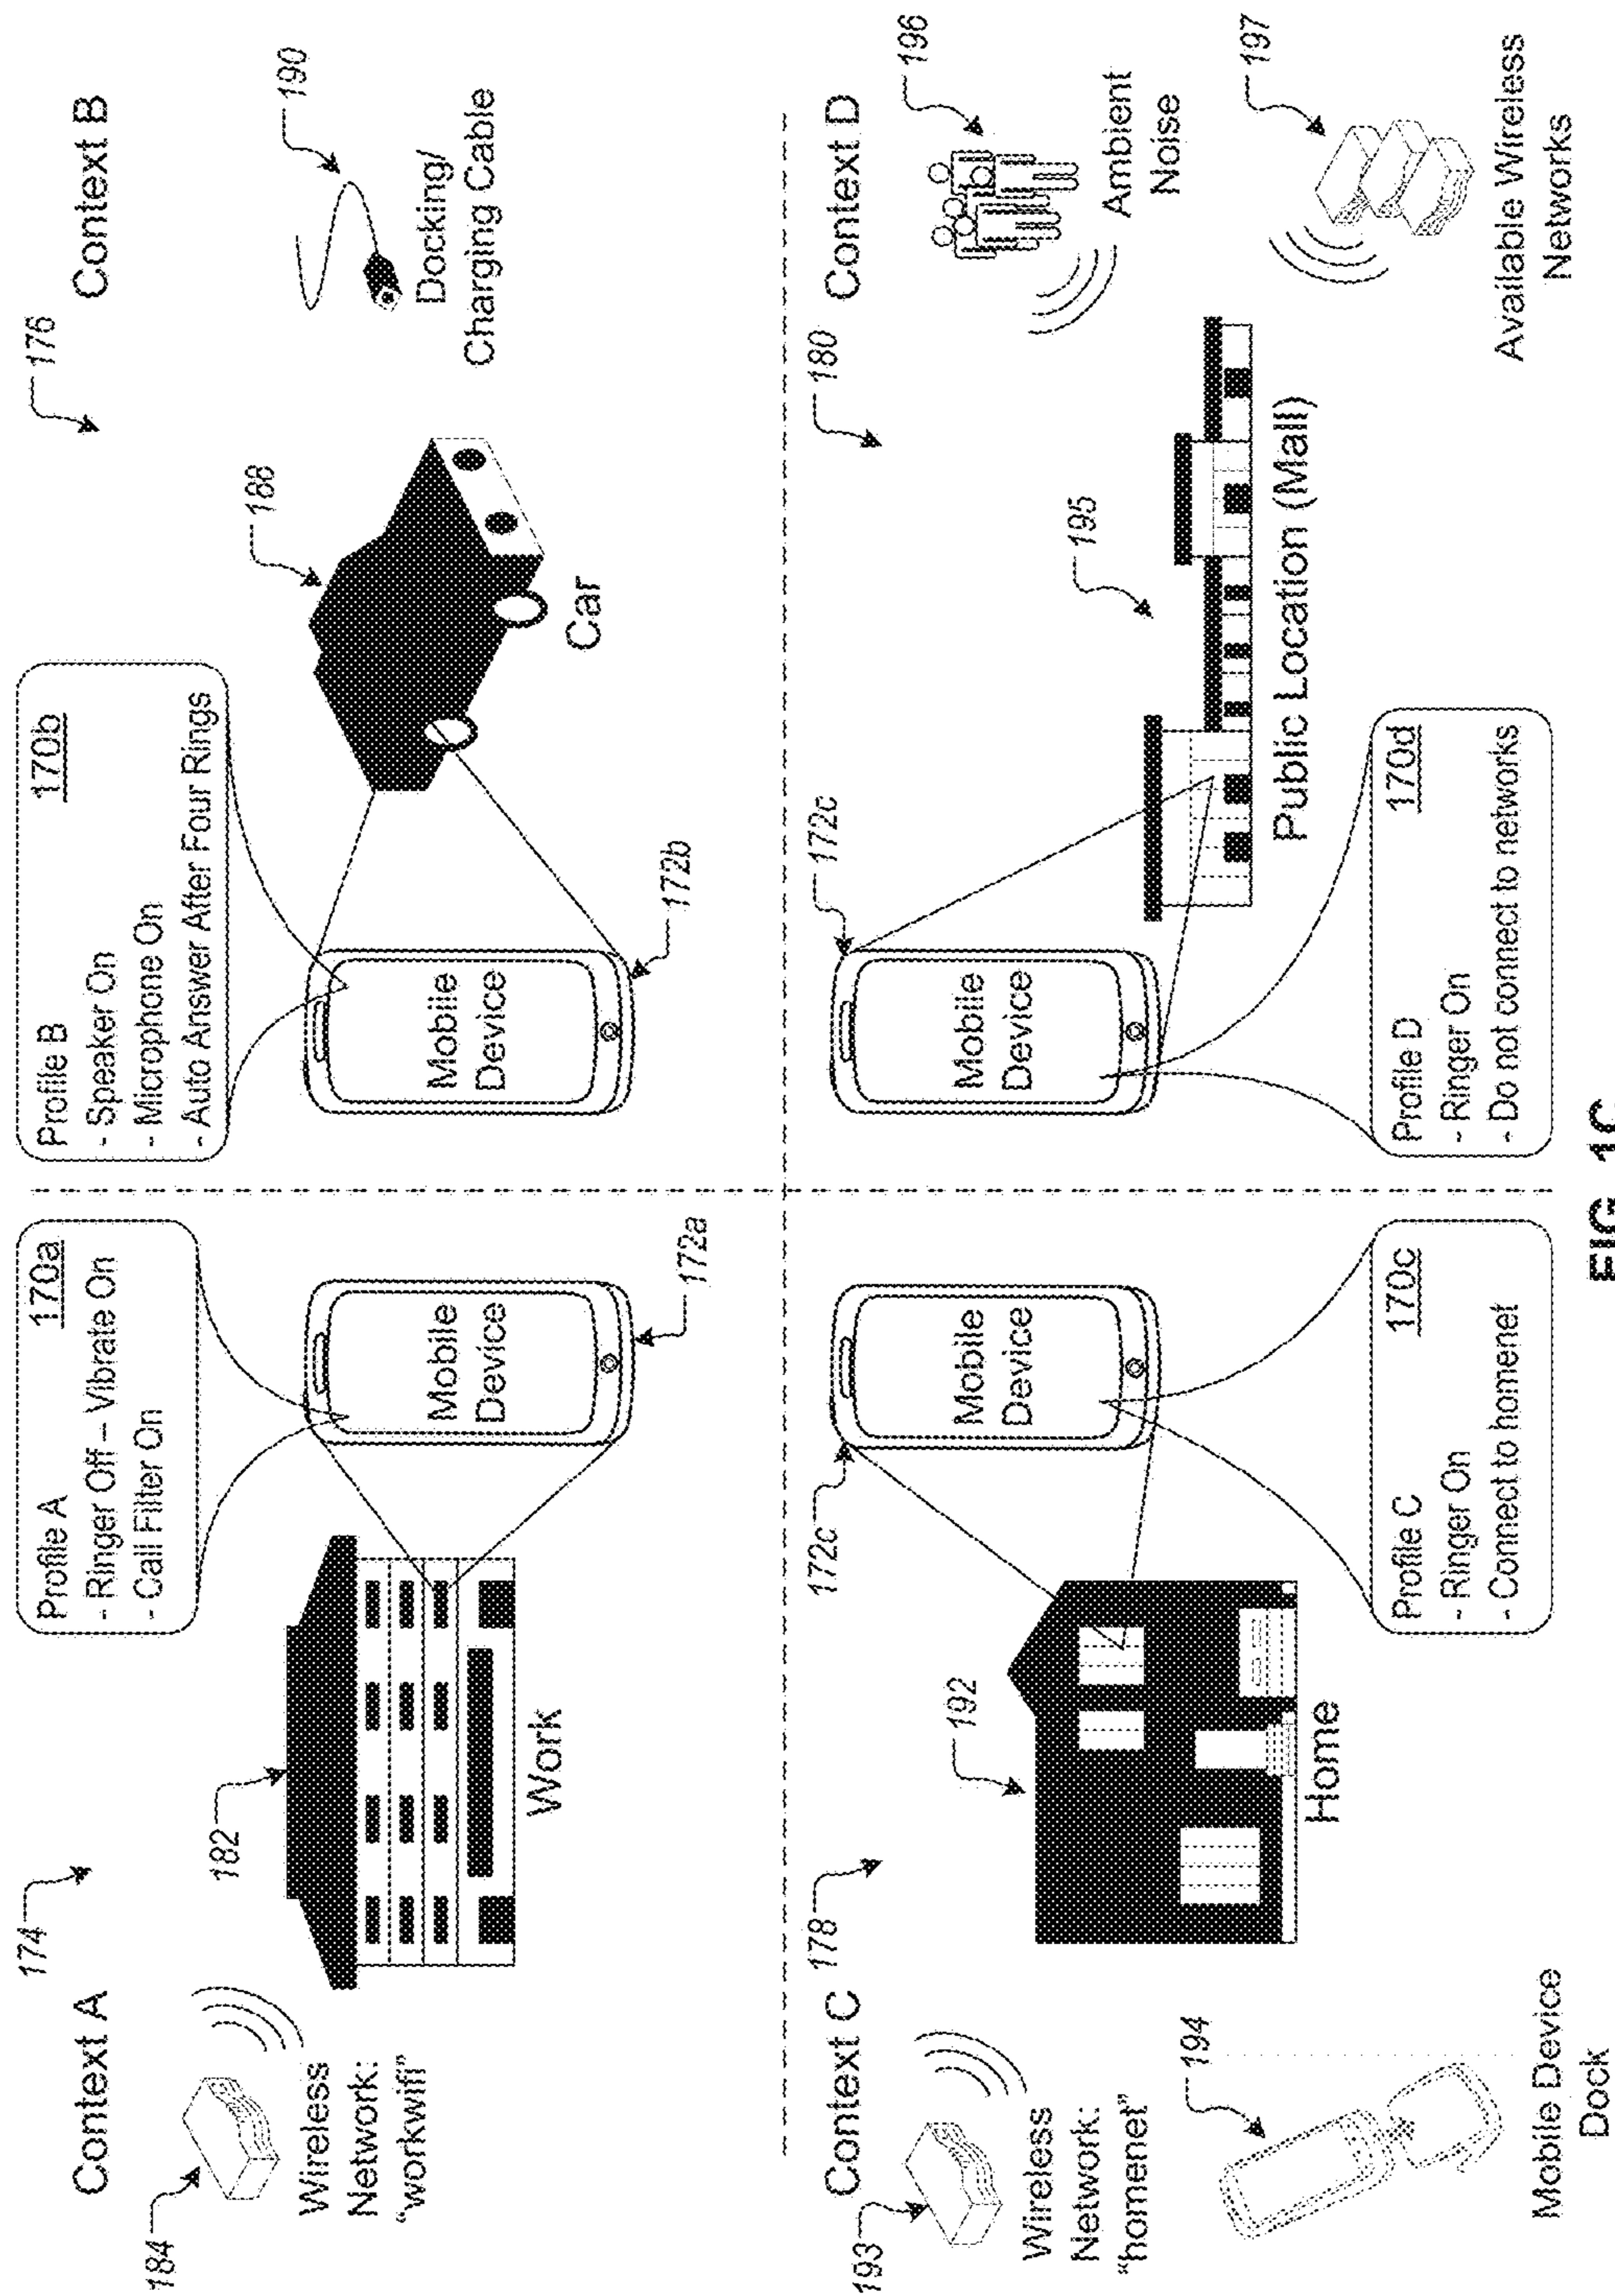 174
Context A
184
Wireless
Network:
"workwifi"
182
Work
Profile A
170a
- Ringer Off – Vibrate On
- Call Filter On
Mobile
Device
172a
Profile B
170b
- Speaker On
- Microphone On
- Auto Answer After Four Rings
Mobile
Device
172b
188
Car
176
Context B
190
Docking/
Charging Cable
178
Context C
193
Wireless
Network:
"homenet"
194
Mobile Device
Dock
192
Home
172c
Mobile
Device
Profile C
170c
- Ringer On
- Connect to homenet
172c
Mobile
Device
Profile D
170d
- Ringer On
- Do not connect to networks
195
Public Location (Mall)
180
Context D
196
Ambient
Noise
197
Available Wireless
Networks
FIG. 1C